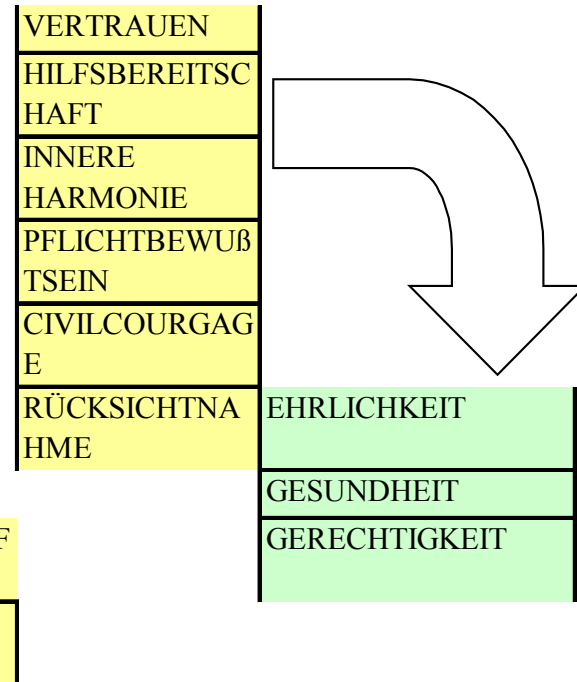 VERTRAUEN
HILFSBEREITSC
HAFT
INNERE
HARMONIE
PFLICHTBEWUß
TSEIN
CIVILCOURGAG
E
RÜCKSICHTNA
HME
EHRLICHKEIT
GESUNDHEIT
GERECHTIGKEIT
F